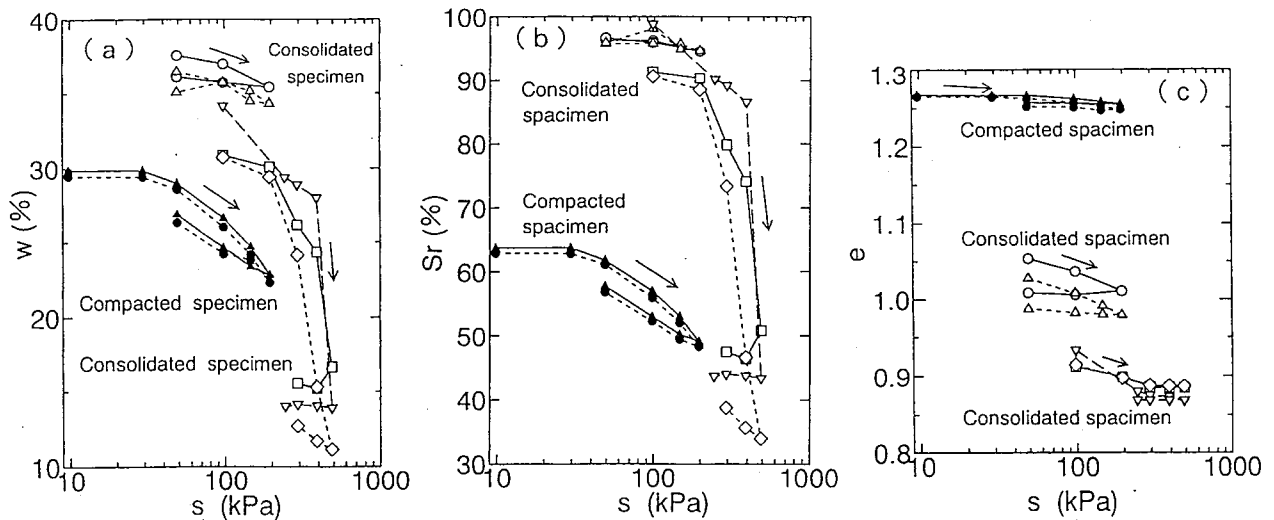 (a)
40
30
20
10
w (%)
Consolidated
specimen
Compacted specimen
Consolidated specimen
10
100
1000
s (kPa)
(b)
100
90
80
70
60
50
40
30
Sr (%)
Consolidated
spacimen
Compacted
spacimen
10
100
1000
s (kPa)
(c)
1.3
1.2
1.1
1.0
0.9
0.8
e
Compacted spacimen
Consolidated spacimen
Consolidated spacimen
10
100
1000
s (kPa)